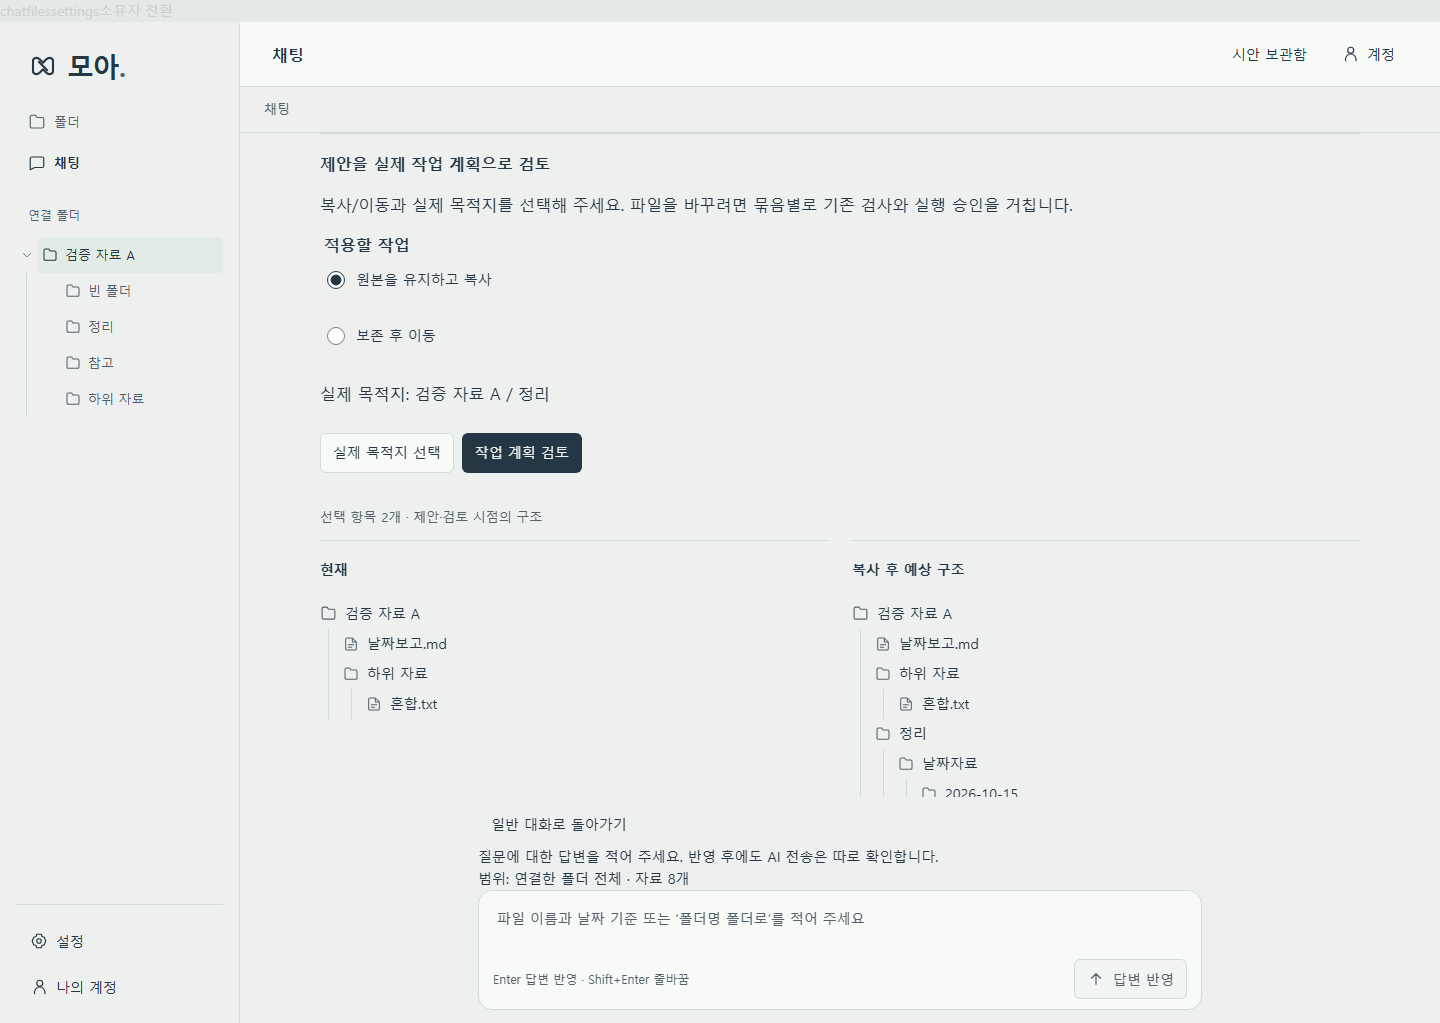 chatfilessettings소유자 전환
모아.
폴더
채팅
연결 폴더
검증 자료 A
빈 폴더
정리
참고
하위 자료
설정
나의 계정
채팅
시안 보관함
계정
채팅
제안을 실제 작업 계획으로 검토
복사/이동과 실제 목적지를 선택해 주세요. 파일을 바꾸려면 묶음별로 기존 검사와 실행 승인을 거칩니다.
적용할 작업
원본을 유지하고 복사
보존 후 이동
실제 목적지: 검증 자료 A / 정리
실제 목적지 선택
작업 계획 검토
선택 항목 2개 · 제안·검토 시점의 구조
현재
검증 자료 A
날짜보고.md
하위 자료
혼합.txt
복사 후 예상 구조
검증 자료 A
날짜보고.md
하위 자료
혼합.txt
정리
날짜자료
2026-10-15
일반 대화로 돌아가기
질문에 대한 답변을 적어 주세요. 반영 후에도 AI 전송은 따로 확인합니다.
범위: 연결한 폴더 전체 · 자료 8개
파일 이름과 날짜 기준 또는 ‘폴더명 폴더로’를 적어 주세요
Enter 답변 반영 · Shift+Enter 줄바꿈
답변 반영